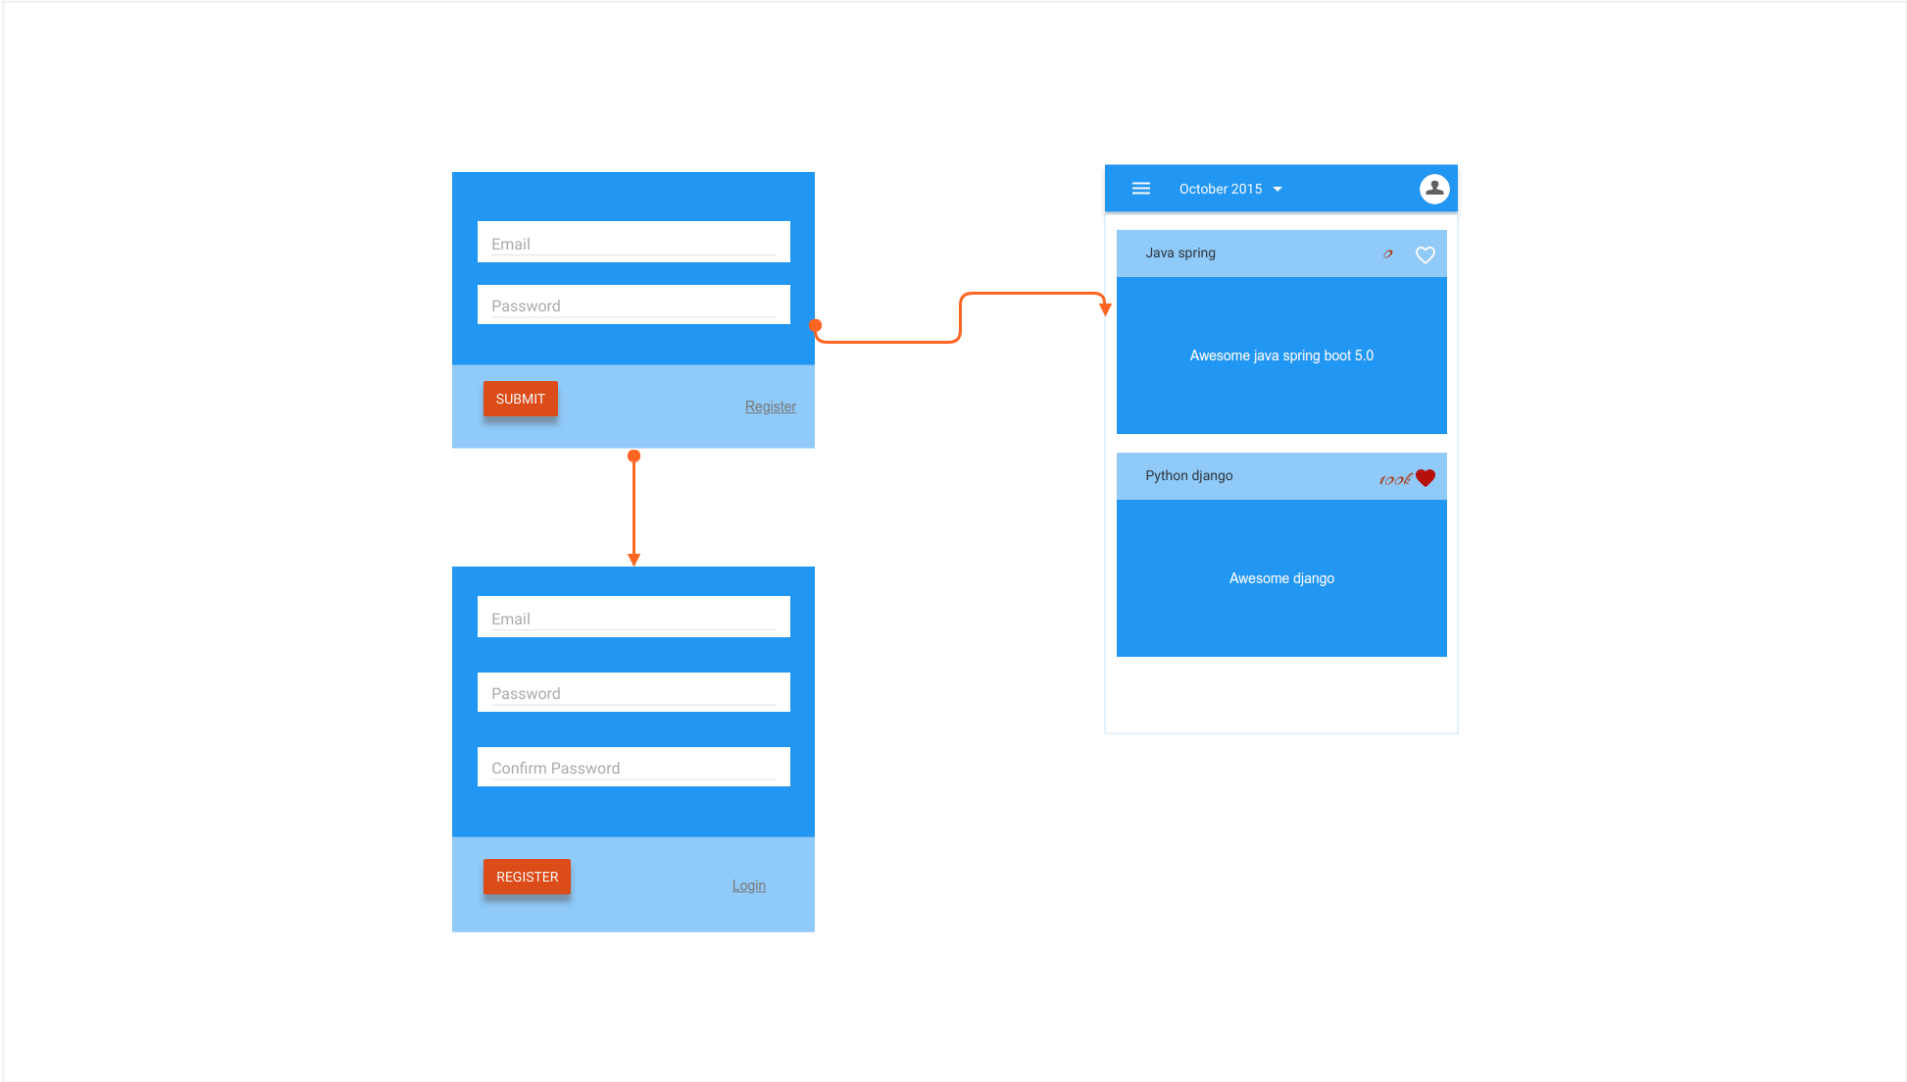 Email
Password
SUBMIT
Register
Email
Password
Confirm Password
REGISTER
Login
October 2015
Java spring
0
Awesome java spring boot 5.0
Python django
100k
Awesome django